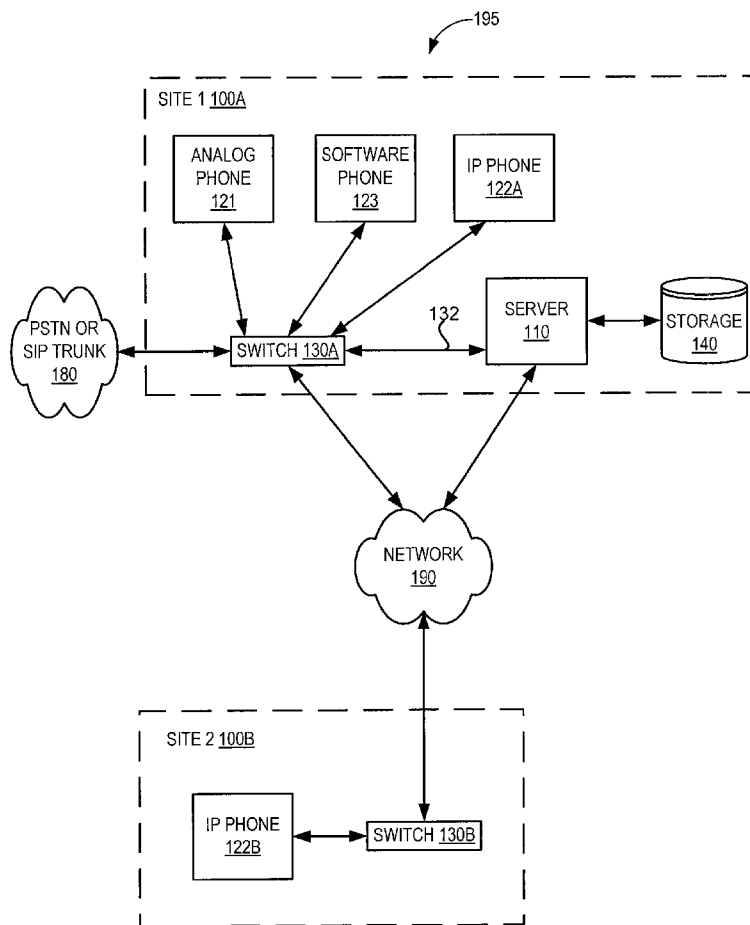 195
SITE 1 100A
ANALOG
PHONE
121
SOFTWARE
PHONE
123
IP PHONE
122A
PSTN OR
SIP TRUNK
180
SWITCH 130A
132
SERVER
110
STORAGE
140
NETWORK
190
SITE 2 100B
IP PHONE
122B
SWITCH 130B